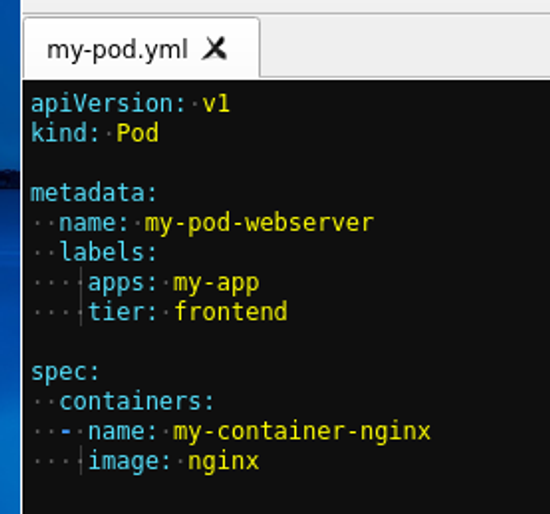 my-pod.yml
apiVersion: v1
kind: Pod
metadata:
  name: my-pod-webserver
  labels:
    apps: my-app
    tier: frontend
spec:
  containers:
  - name: my-container-nginx
    image: nginx